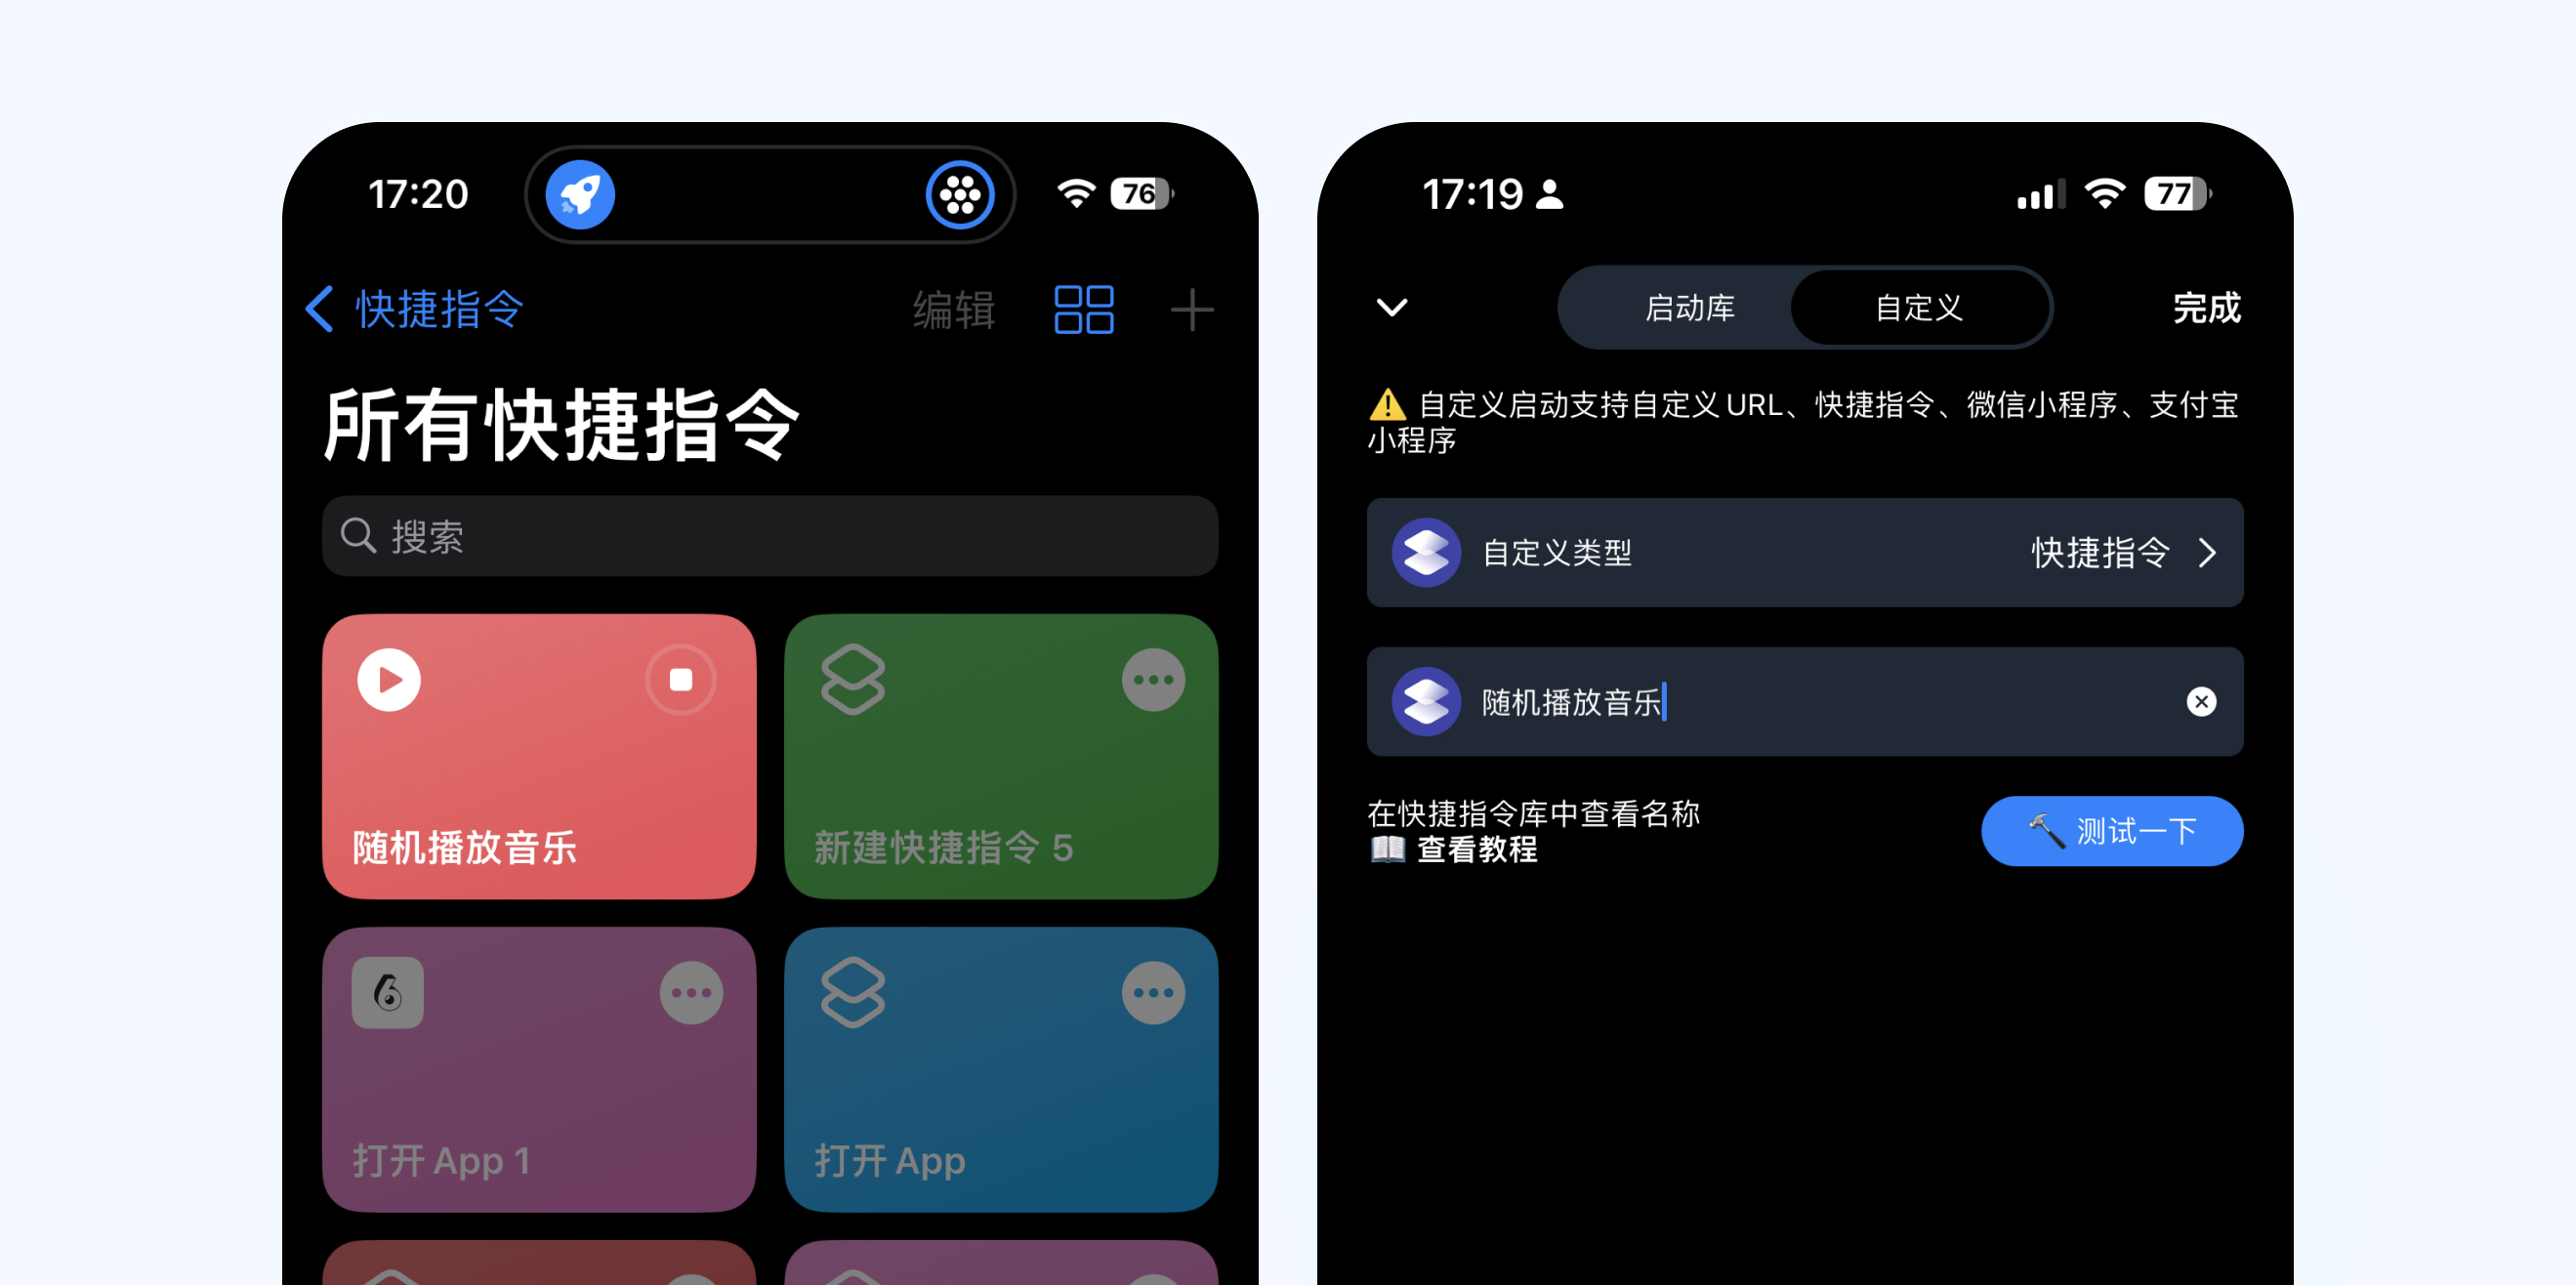 17:20
76
快捷指令
编辑
所有快捷指令
搜索
随机播放音乐
新建快捷指令 5
打开 App 1
打开 App
17:19
77
启动库
自定义
完成
⚠️ 自定义启动支持自定义 URL、快捷指令、微信小程序、支付宝
小程序
自定义类型
快捷指令
随机播放音乐
在快捷指令库中查看名称
📖 查看教程
🔨 测试一下